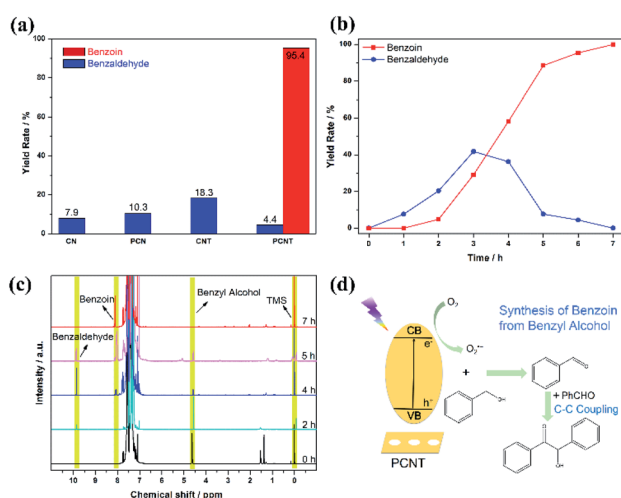 (a)
Benzoin
Benzaldehyde
Yield Rate / %
100
80
60
40
20
0
7.9
10.3
18.3
4.4
95.4
CN
PCN
CNT
PCNT
(b)
Benzoin
Benzaldehyde
Yield Rate / %
100
80
60
40
20
0
0 1 2 3 4 5 6 7
Time / h
(c)
Benzoin
Benzyl Alcohol
TMS
Benzaldehyde
7 h
5 h
4 h
2 h
0 h
Intensity / a.u.
10 9 8 7 6 5 4 3 2 1 0
Chemical shift / ppm
(d)
O₂
CB
e⁻
O₂•−
Synthesis of Benzoin
from Benzyl Alcohol
+
O
h⁺
VB
OH
+ PhCHO
C-C Coupling
PCNT
O
OH